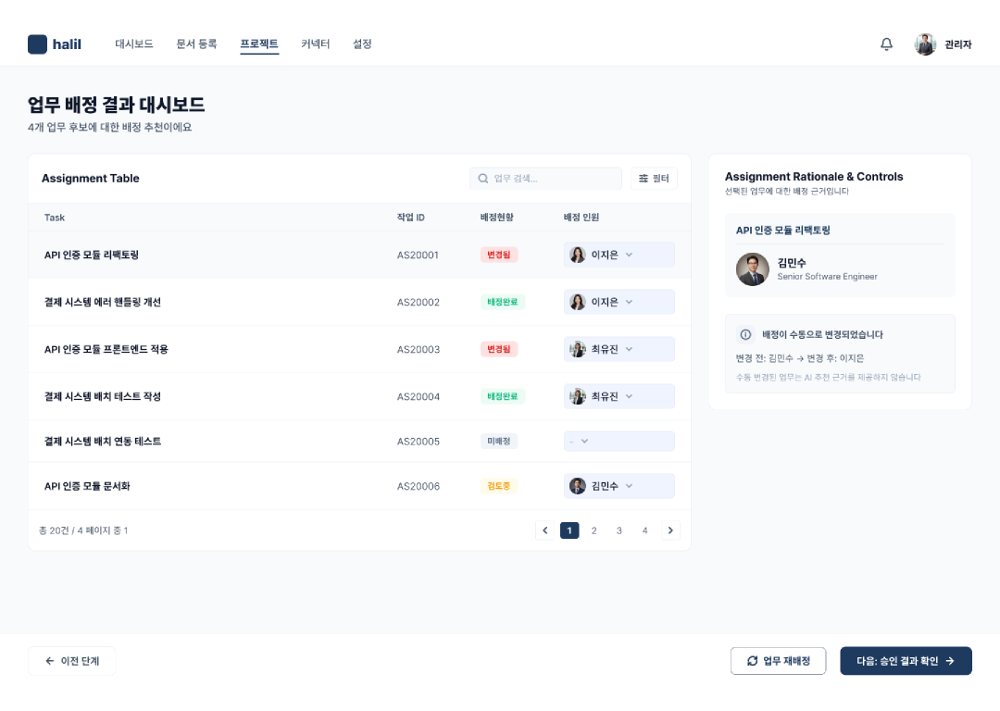 halil 대시보드 문서 등록 프로젝트 커넥터 설정 관리자
업무 배정 결과 대시보드
4개 업무 후보에 대한 배정 추천이에요
Assignment Table 업무 검색... 필터
Task 작업 ID 배정현황 배정 인원
API 인증 모듈 리팩토링 AS20001 변경됨 이지은
결제 시스템 에러 핸들링 개선 AS20002 배정완료 이지은
API 인증 모듈 프론트엔드 적용 AS20003 변경됨 최유진
결제 시스템 배치 테스트 작성 AS20004 배정완료 최유진
결제 시스템 배치 연동 테스트 AS20005 미배정 -
API 인증 모듈 문서화 AS20006 검토중 김민수
총 20건 / 4 페이지 중 1 1 2 3 4
Assignment Rationale & Controls
선택된 업무에 대한 배정 근거입니다
API 인증 모듈 리팩토링
김민수
Senior Software Engineer
배정이 수동으로 변경되었습니다
변경 전: 김민수 → 변경 후: 이지은
수동 변경된 업무는 AI 추천 근거를 제공하지 않습니다
← 이전 단계 업무 재배정 다음: 승인 결과 확인 →